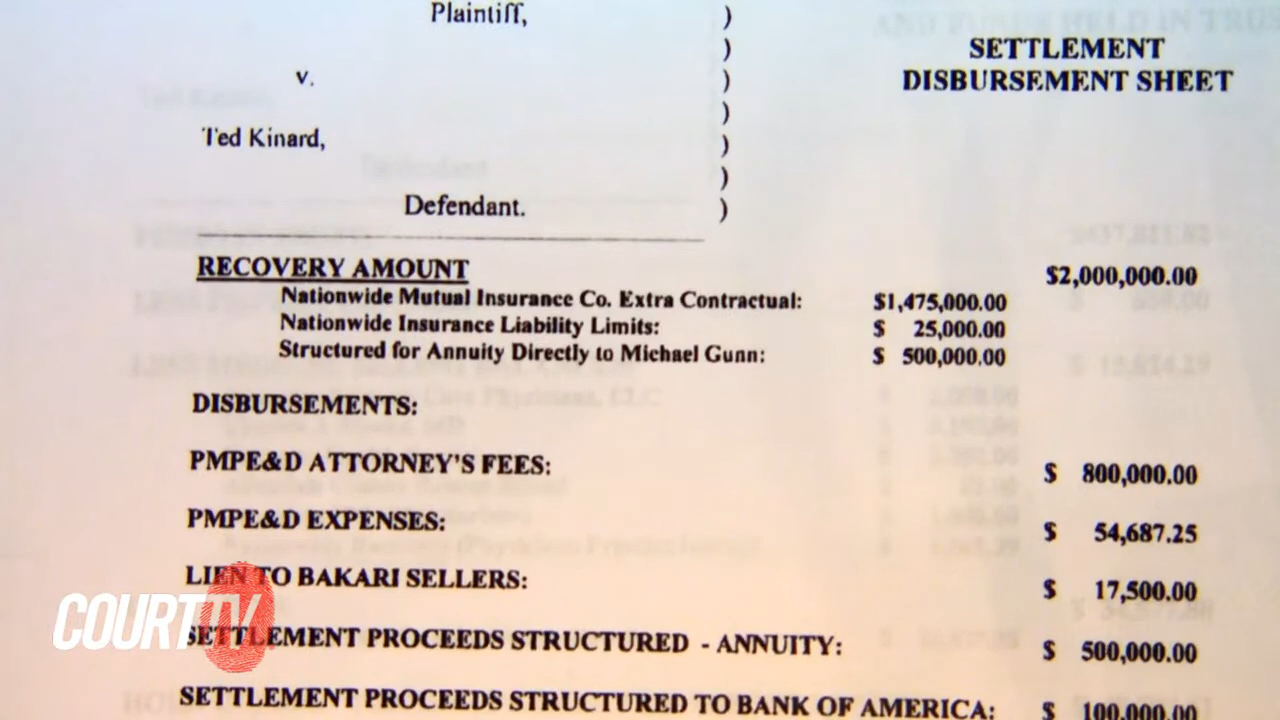 Plaintiff, )
)
v. )
)
Ted Kinard, )
)
Defendant. )
SETTLEMENT
DISBURSEMENT SHEET
RECOVERY AMOUNT $2,000,000.00
Nationwide Mutual Insurance Co. Extra Contractual: $1,475,000.00
Nationwide Insurance Liability Limits: $ 25,000.00
Structured for Annuity Directly to Michael Gunn: $ 500,000.00
DISBURSEMENTS:
PMPE&D ATTORNEY'S FEES: $ 800,000.00
PMPE&D EXPENSES: $ 54,687.25
LIEN TO BAKARI SELLERS: $ 17,500.00
SETTLEMENT PROCEEDS STRUCTURED - ANNUITY: $ 500,000.00
SETTLEMENT PROCEEDS STRUCTURED TO BANK OF AMERICA: $ 100,000.00
COURT TV